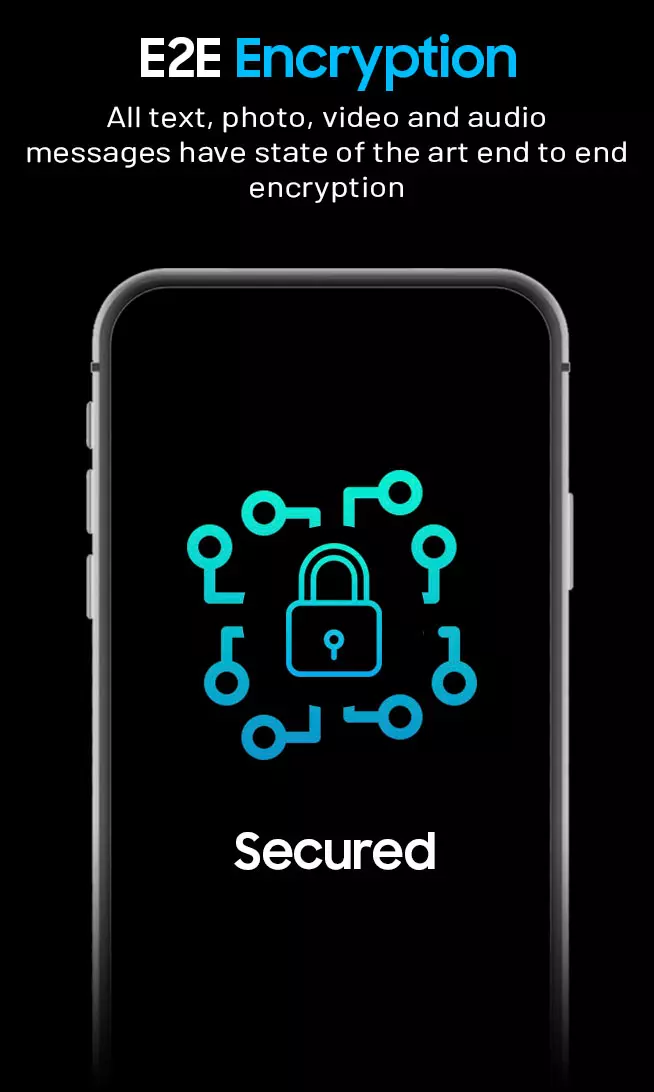 E2E Encryption
All text, photo, video and audio
messages have state of the art end to end
encryption
Secured